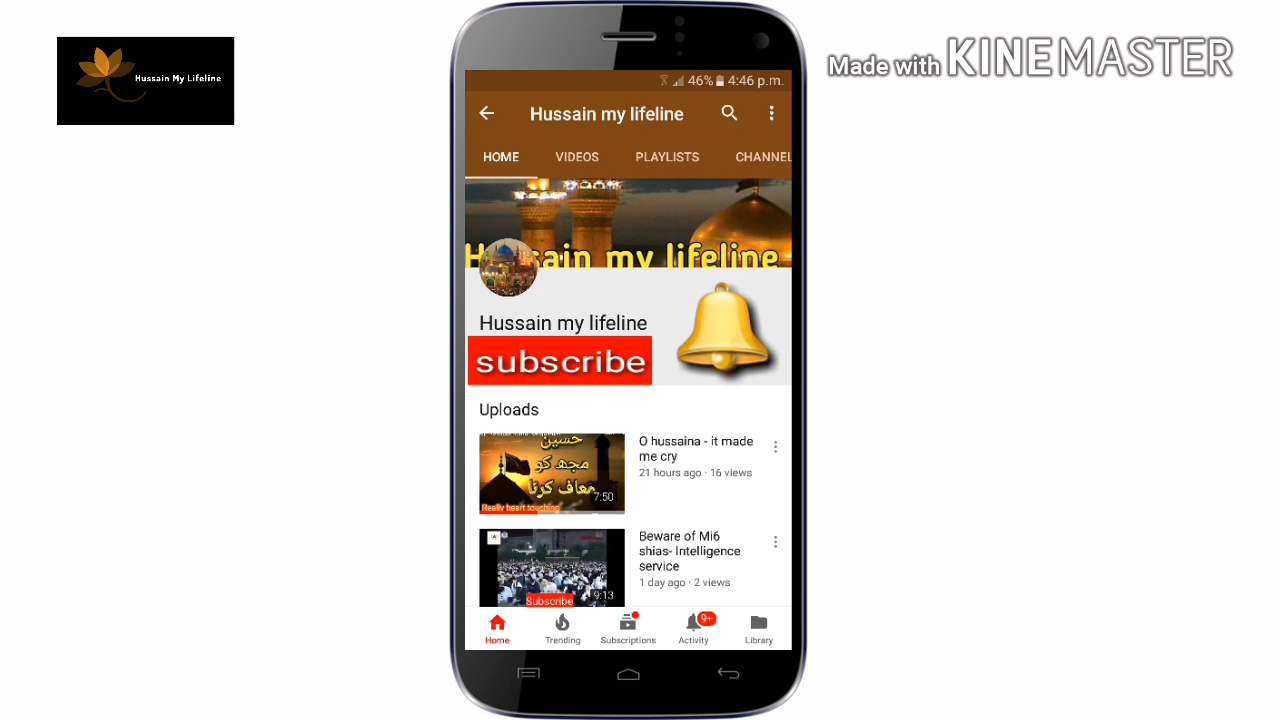 Hussain My Lifeline
Made with KINEMASTER
46% 4:46 p.m.
Hussain my lifeline
HOME VIDEOS PLAYLISTS CHANNEL
ain my lifeline
Hussain my lifeline
subscribe
Uploads
حسین
مجھ کو
معاف کرنا
7:50
Really heart touching
O hussaina - it made
me cry
21 hours ago · 16 views
Beware of Mi6
shias- Intelligence
service
1 day ago · 2 views
9:13
Subscribe
9+
Home Trending Subscriptions Activity Library